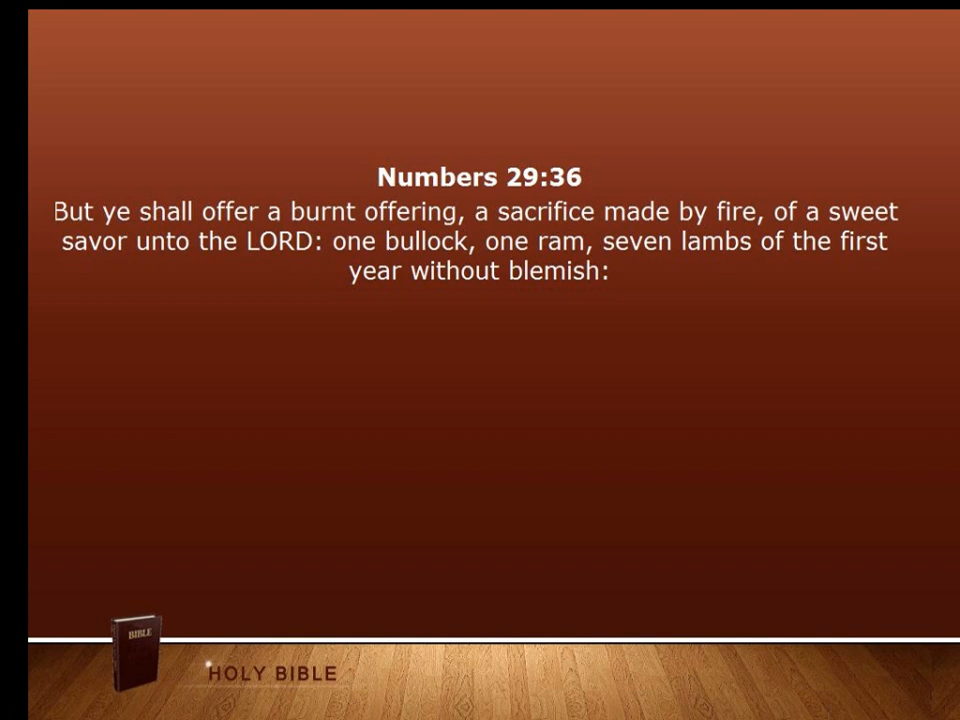 Numbers 29:36
But ye shall offer a burnt offering, a sacrifice made by fire, of a sweet
savor unto the LORD: one bullock, one ram, seven lambs of the first
year without blemish:
BIBLE
HOLY BIBLE